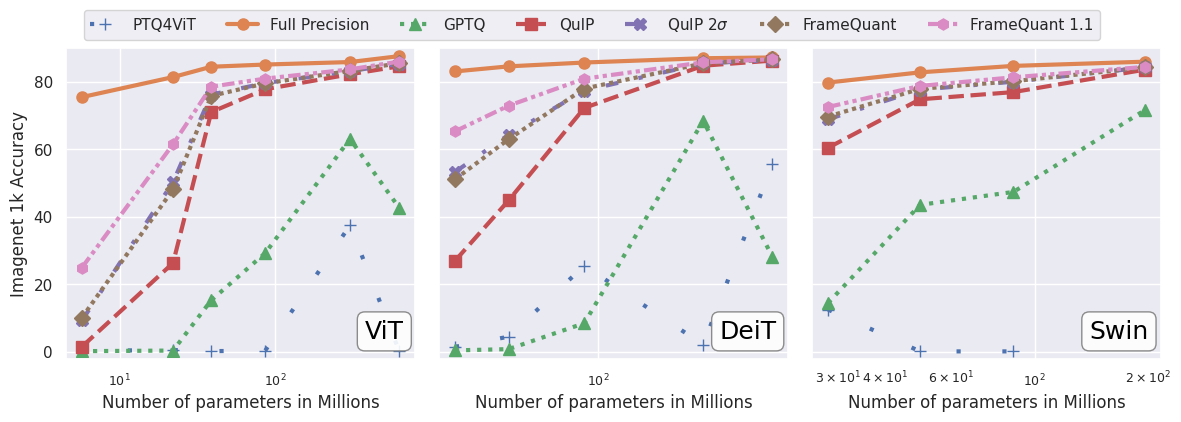 PTQ4ViT Full Precision GPTQ QuIP QuIP 2σ FrameQuant FrameQuant 1.1
Imagenet 1k Accuracy
80
60
40
20
0
ViT DeiT Swin
10¹ 10² 10² 3 × 10¹ 4 × 10¹ 6 × 10¹ 10² 2 × 10²
Number of parameters in Millions Number of parameters in Millions Number of parameters in Millions